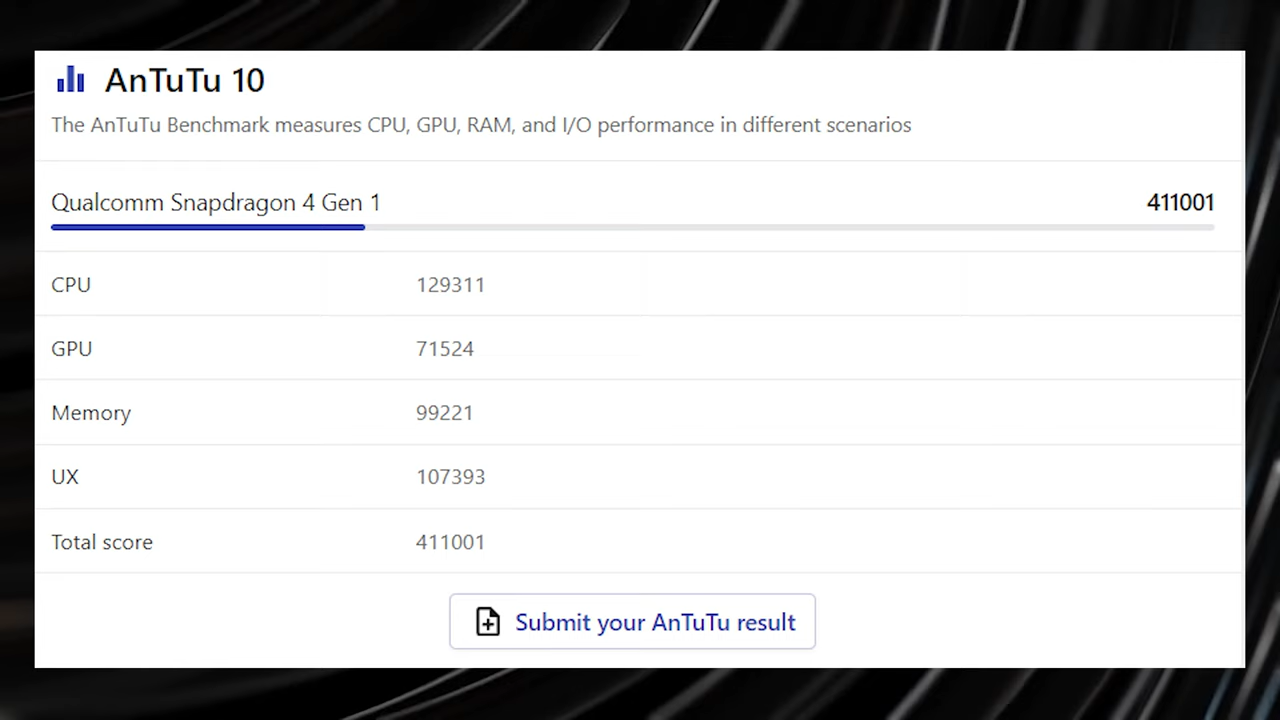 AnTuTu 10
The AnTuTu Benchmark measures CPU, GPU, RAM, and I/O performance in different scenarios
Qualcomm Snapdragon 4 Gen 1 411001
CPU 129311
GPU 71524
Memory 99221
UX 107393
Total score 411001
Submit your AnTuTu result